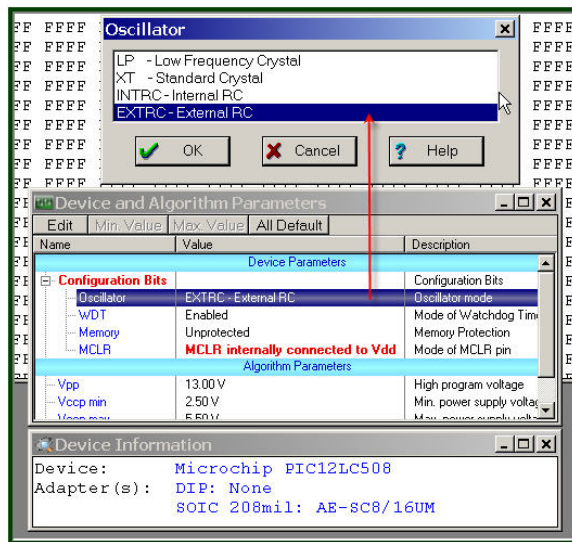 FF FFFF Oscillator FFFF
LP - Low Frequency Crystal
XT - Standard Crystal
INTRC - Internal RC
EXTRC - External RC
OK Cancel ? Help
Device and Algorithm Parameters
Edit Min. Value Max. Value All Default
Name Value Description
Device Parameters
Configuration Bits Configuration Bits
Oscillator EXTRC - External RC Oscillator mode
WDT Enabled Mode of Watchdog Time
Memory Unprotected Memory Protection
MCLR MCLR internally connected to Vdd Mode of MCLR pin
Algorithm Parameters
Vpp 13.00 V High program voltage
Vccp min 2.50 V Min. power supply voltag
Device Information
Device: Microchip PIC12LC508
Adapter(s): DIP: None
SOIC 208mil: AE-SC8/16UM